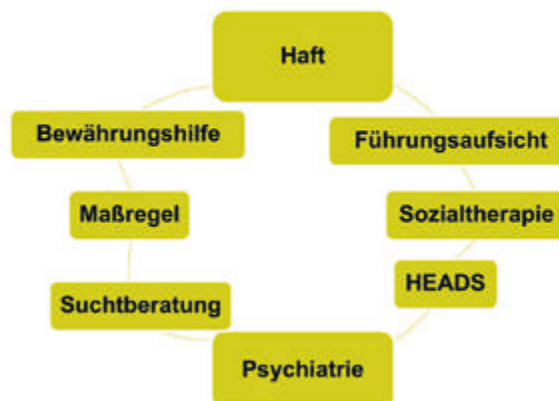 Haft
Bewährungshilfe
Führungsaufsicht
Maßregel
Sozialtherapie
HEADS
Suchtberatung
Psychiatrie